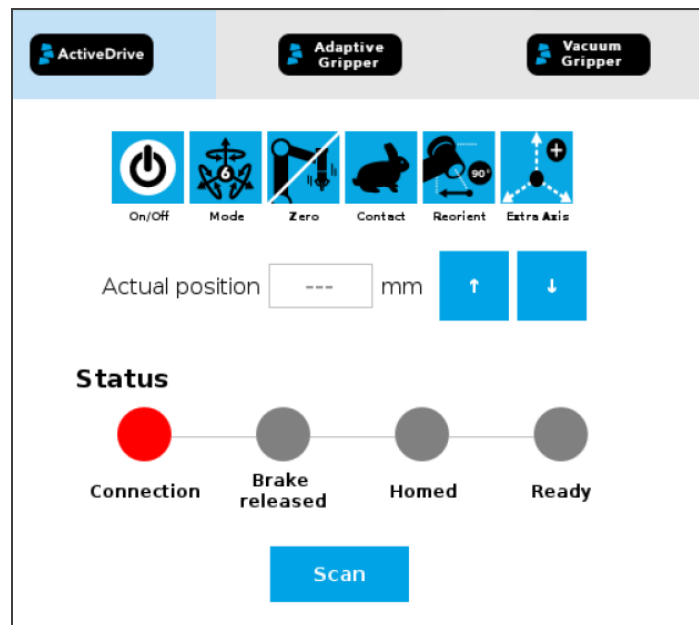 ActiveDrive
Adaptive
Gripper
Vacuum
Gripper
6
90°
+
On/Off
Mode
Zero
Contact
Reorient
Extra Axis
Actual position --- mm ↑ ↓
Status
Connection
Brake
released
Homed
Ready
Scan